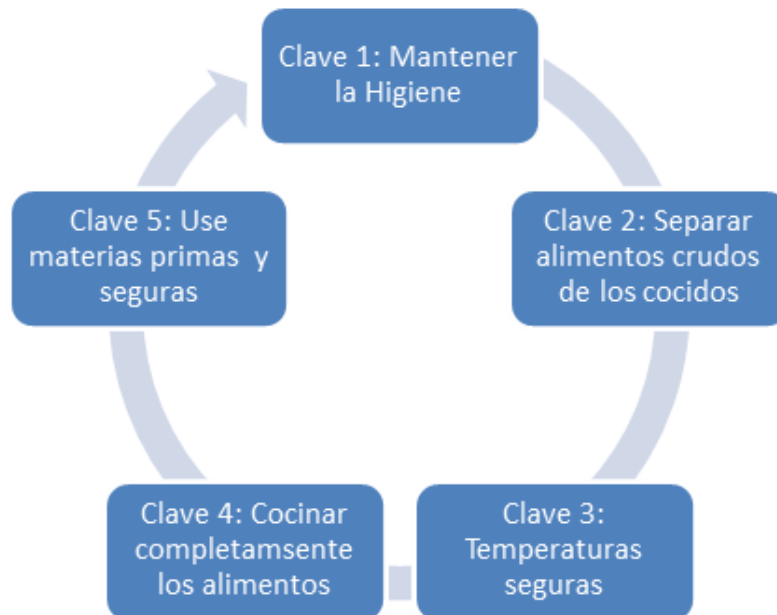 Clave 1: Mantener
la Higiene
Clave 2: Separar
alimentos crudos
de los cocidos
Clave 3:
Temperaturas
seguras
Clave 4: Cocinar
completamsente
los alimentos
Clave 5: Use
materias primas y
seguras